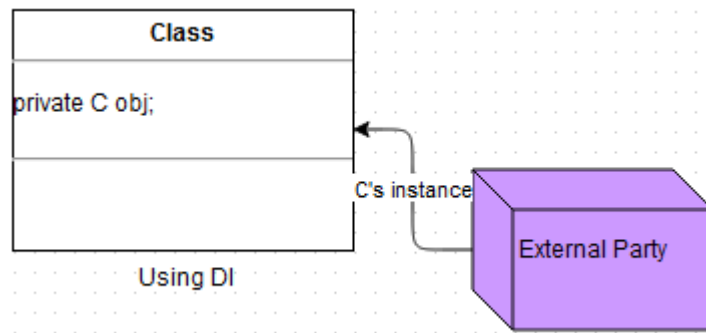 Class
private C obj;
C's instance
External Party
Using DI